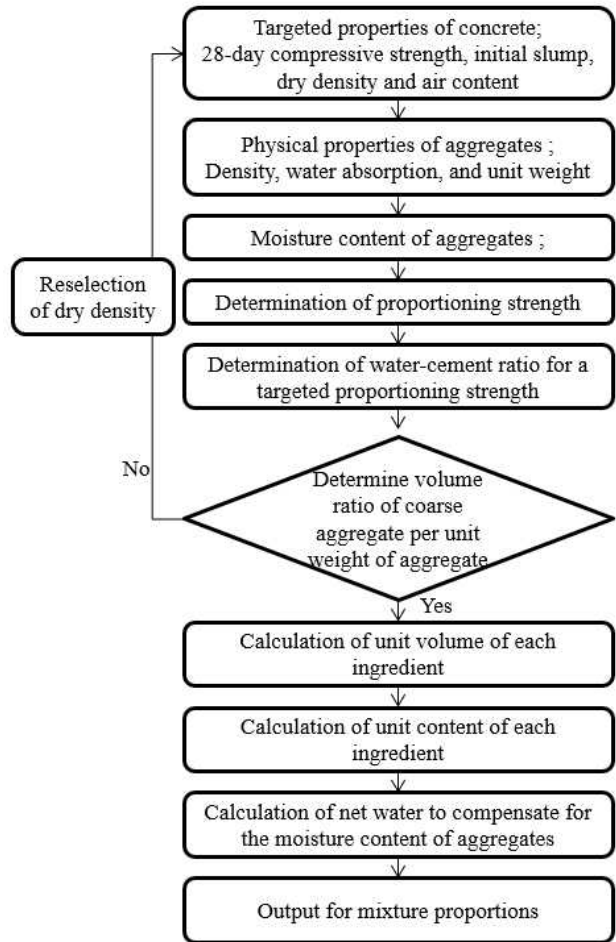 Targeted properties of concrete;
28-day compressive strength, initial slump,
dry density and air content
Physical properties of aggregates ;
Density, water absorption, and unit weight
Moisture content of aggregates ;
Reselection
of dry density
Determination of proportioning strength
Determination of water-cement ratio for a
targeted proportioning strength
No
Determine volume
ratio of coarse
aggregate per unit
weight of aggregate
Yes
Calculation of unit volume of each
ingredient
Calculation of unit content of each
ingredient
Calculation of net water to compensate for
the moisture content of aggregates
Output for mixture proportions